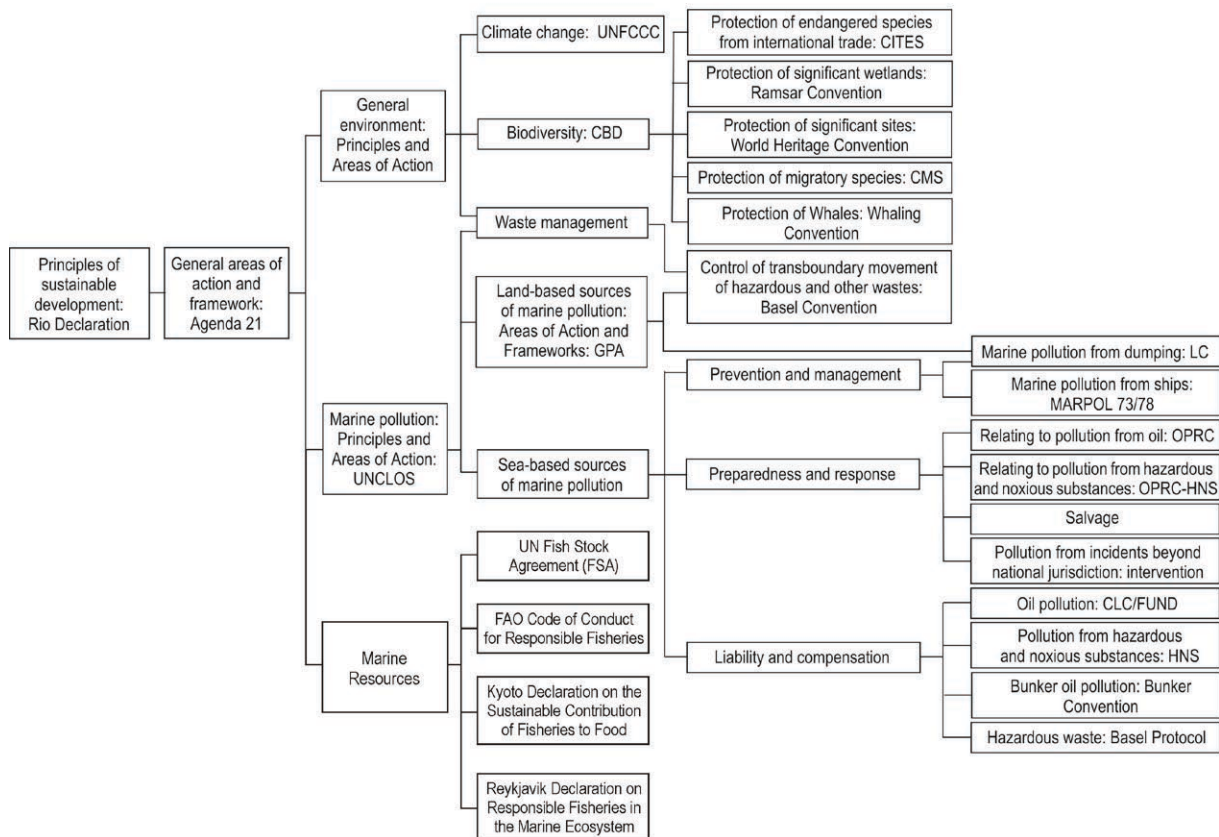 Principles of
sustainable
development:
Rio Declaration
General areas of
action and
framework:
Agenda 21
General
environment:
Principles and
Areas of Action
Marine pollution:
Principles and
Areas of Action:
UNCLOS
Marine
Resources
Climate change: UNFCCC
Biodiversity: CBD
Waste management
Land-based sources
of marine pollution:
Areas of Action and
Frameworks: GPA
Sea-based sources
of marine pollution
UN Fish Stock
Agreement (FSA)
FAO Code of Conduct
for Responsible Fisheries
Kyoto Declaration on the
Sustainable Contribution
of Fisheries to Food
Reykjavik Declaration on
Responsible Fisheries in
the Marine Ecosystem
Protection of endangered species
from international trade: CITES
Protection of significant wetlands:
Ramsar Convention
Protection of significant sites:
World Heritage Convention
Protection of migratory species: CMS
Protection of Whales: Whaling
Convention
Control of transboundary movement
of hazardous and other wastes:
Basel Convention
Prevention and management
Preparedness and response
Liability and compensation
Marine pollution from dumping: LC
Marine pollution from ships:
MARPOL 73/78
Relating to pollution from oil: OPRC
Relating to pollution from hazardous
and noxious substances: OPRC-HNS
Salvage
Pollution from incidents beyond
national jurisdiction: intervention
Oil pollution: CLC/FUND
Pollution from hazardous
and noxious substances: HNS
Bunker oil pollution: Bunker
Convention
Hazardous waste: Basel Protocol